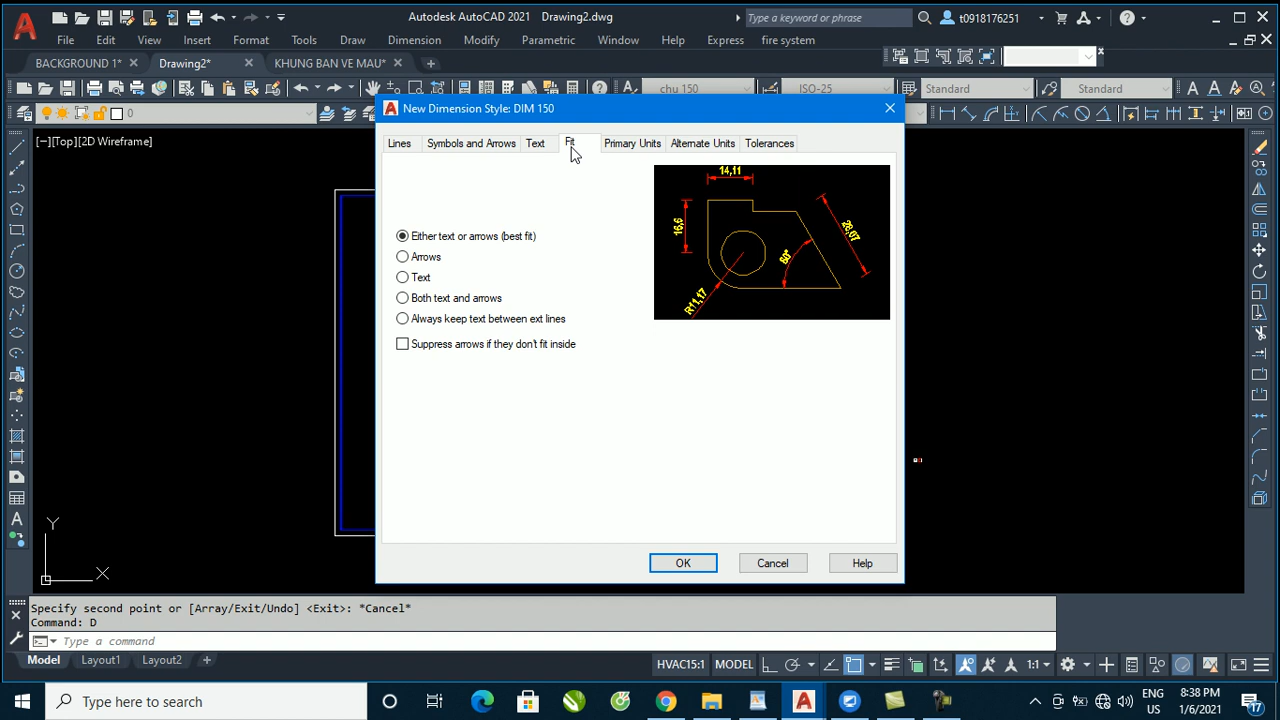 Autodesk AutoCAD 2021 Drawing2.dwg
Type a keyword or phrase
t0918176251
File Edit View Insert Format Tools Draw Dimension Modify Parametric Window Help Express fire system
BACKGROUND 1* Drawing2* KHUNG BAN VE MAU*
chu 150 ISO-25 Standard Standard
0
[−][Top][2D Wireframe]
New Dimension Style: DIM 150
Lines Symbols and Arrows Text Fit Primary Units Alternate Units Tolerances
14,11
16,6
28,07
60°
R11,17
Either text or arrows (best fit)
Arrows
Text
Both text and arrows
Always keep text between ext lines
Suppress arrows if they don't fit inside
OK Cancel Help
Y
X
Specify second point or [Array/Exit/Undo] <Exit>: *Cancel*
Command: D
Type a command
Model Layout1 Layout2 +
HVAC15:1 MODEL 1:1
Type here to search
ENG
US
8:38 PM
1/6/2021
17